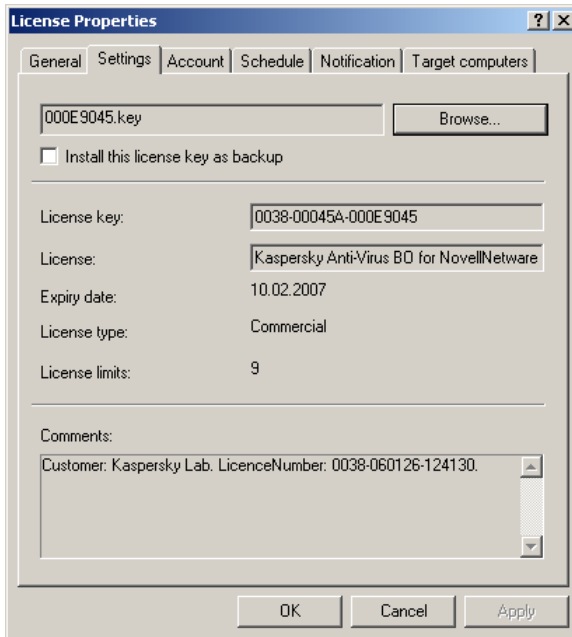 License Properties
General Settings Account Schedule Notification Target computers
000E9045.key Browse...
Install this license key as backup
License key: 0038-00045A-000E9045
License: Kaspersky Anti-Virus BO for NovellNetware
Expiry date: 10.02.2007
License type: Commercial
License limits: 9
Comments:
Customer: Kaspersky Lab. LicenceNumber: 0038-060126-124130.
OK Cancel Apply